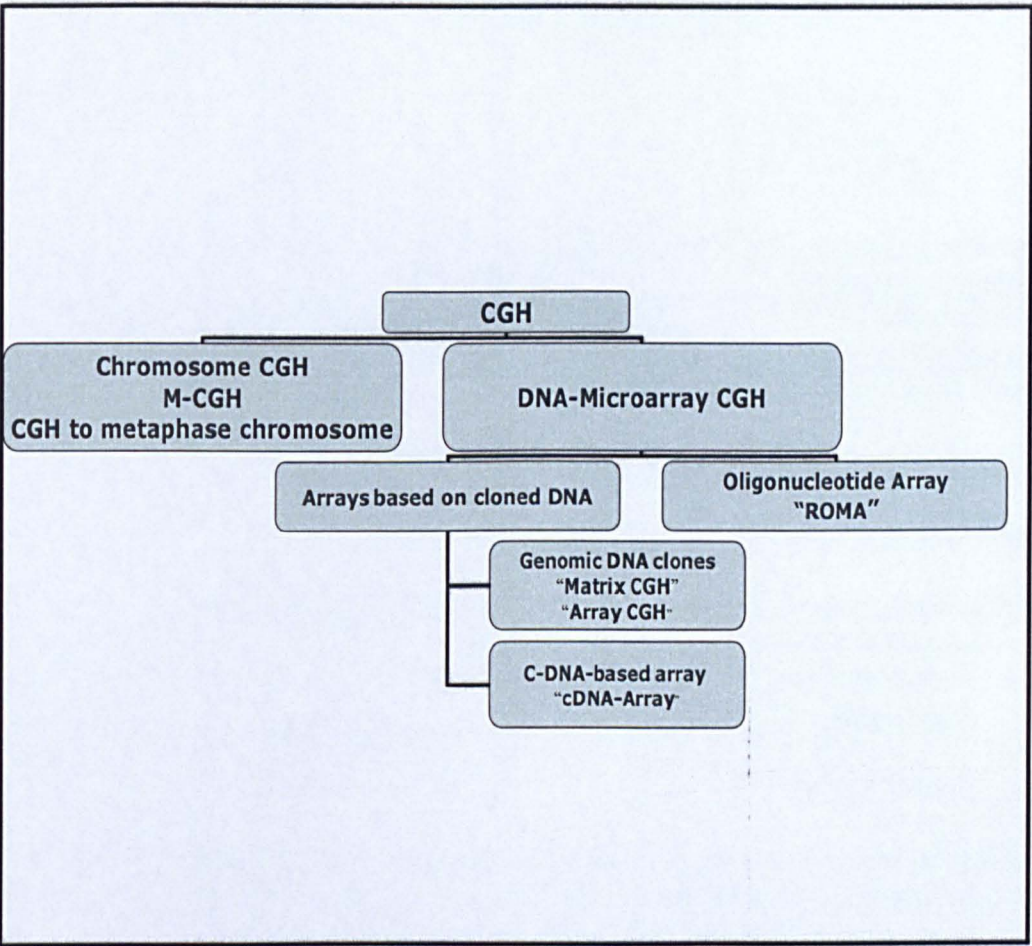 CGH
Chromosome CGH
M-CGH
CGH to metaphase chromosome
DNA-Microarray CGH
Arrays based on cloned DNA
Oligonucleotide Array
“ROMA”
Genomic DNA clones
“Matrix CGH”
“Array CGH”
C-DNA-based array
“cDNA-Array”